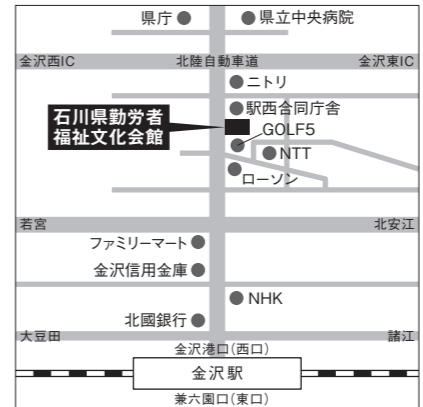 県庁
県立中央病院
金沢西IC
北陸自動車道
金沢東IC
ニトリ
駅西合同庁舎
石川県勤労者
福祉文化会館
GOLF5
NTT
ローソン
若宮
北安江
ファミリーマート
金沢信用金庫
NHK
北國銀行
大豆田
諸江
金沢港口(西口)
金沢駅
兼六園口(東口)